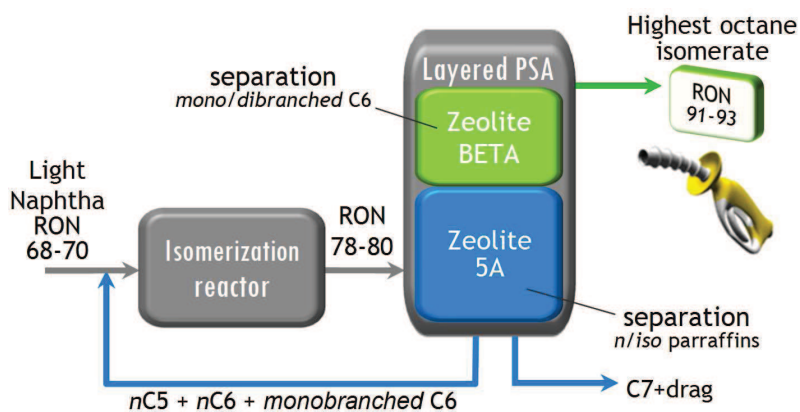 Highest octane
isomerate
RON
91-93
Layered PSA
separation
mono/dibranched C6
Zeolite
BETA
Light
Naphtha
RON
68-70
Isomerization
reactor
RON
78-80
Zeolite
5A
separation
n/iso parraffins
nC5 + nC6 + monobranched C6
C7+drag